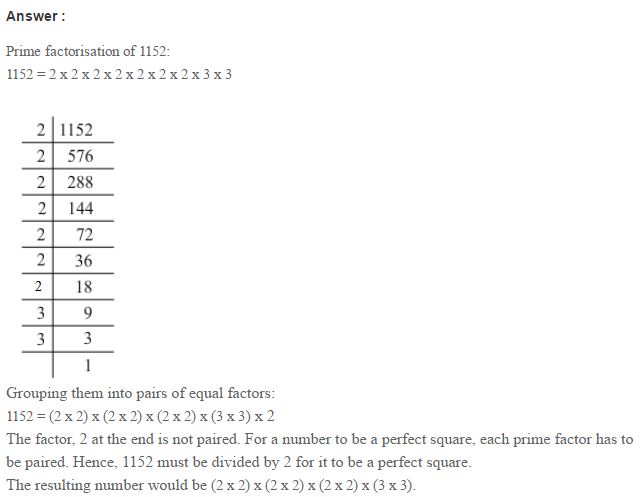 Answer :
Prime factorisation of 1152:
1152 = 2 x 2 x 2 x 2 x 2 x 2 x 2 x 3 x 3
2 1152
2 576
2 288
2 144
2 72
2 36
2 18
3 9
3 3
1
Grouping them into pairs of equal factors:
1152 = (2 x 2) x (2 x 2) x (2 x 2) x (3 x 3) x 2
The factor, 2 at the end is not paired. For a number to be a perfect square, each prime factor has to
be paired. Hence, 1152 must be divided by 2 for it to be a perfect square.
The resulting number would be (2 x 2) x (2 x 2) x (2 x 2) x (3 x 3).